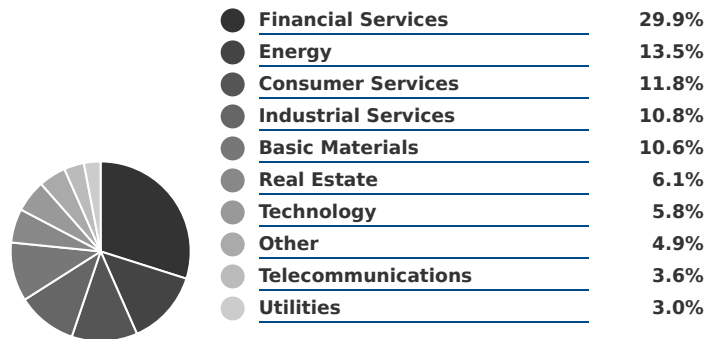 Financial Services 29.9%
Energy 13.5%
Consumer Services 11.8%
Industrial Services 10.8%
Basic Materials 10.6%
Real Estate 6.1%
Technology 5.8%
Other 4.9%
Telecommunications 3.6%
Utilities 3.0%